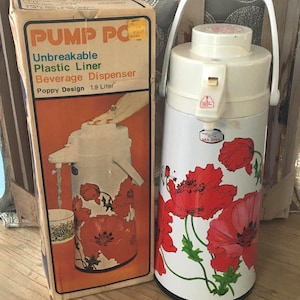 PUMP PO
Unbreakable
Plastic Liner
Beverage Dispenser
Poppy Design 1.9 Liter